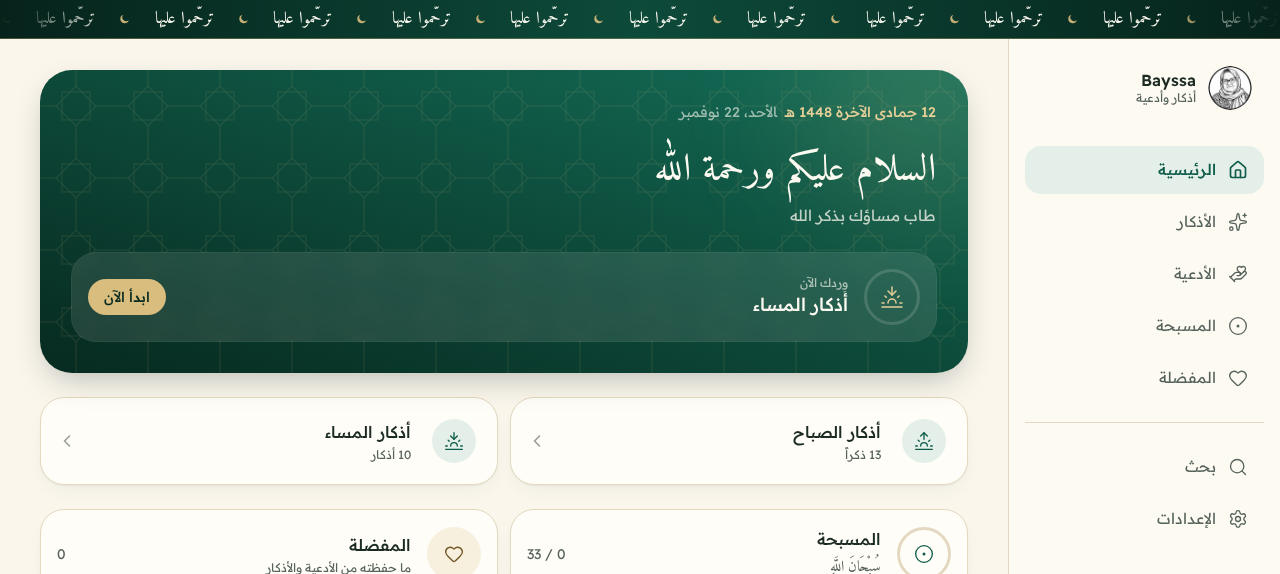 ترحّموا عليها ترحّموا عليها ترحّموا عليها ترحّموا عليها ترحّموا عليها ترحّموا عليها ترحّموا عليها ترحّموا عليها ترحّموا عليها ترحّموا عليها ترحّموا عليها
Bayssa
أذكار وأدعية
الرئيسية
الأذكار
الأدعية
المسبحة
المفضلة
بحث
الإعدادات
12 جمادى الآخرة 1448 هـ الأحد، 22 نوفمبر
السلام عليكم ورحمة الله
طاب مساؤك بذكر الله
وردك الآن
أذكار المساء
ابدأ الآن
أذكار الصباح
13 ذكراً
أذكار المساء
10 أذكار
المسبحة
سُبْحَانَ اللَّهِ
33 / 0
المفضلة
ما حفظته من الأدعية والأذكار
0